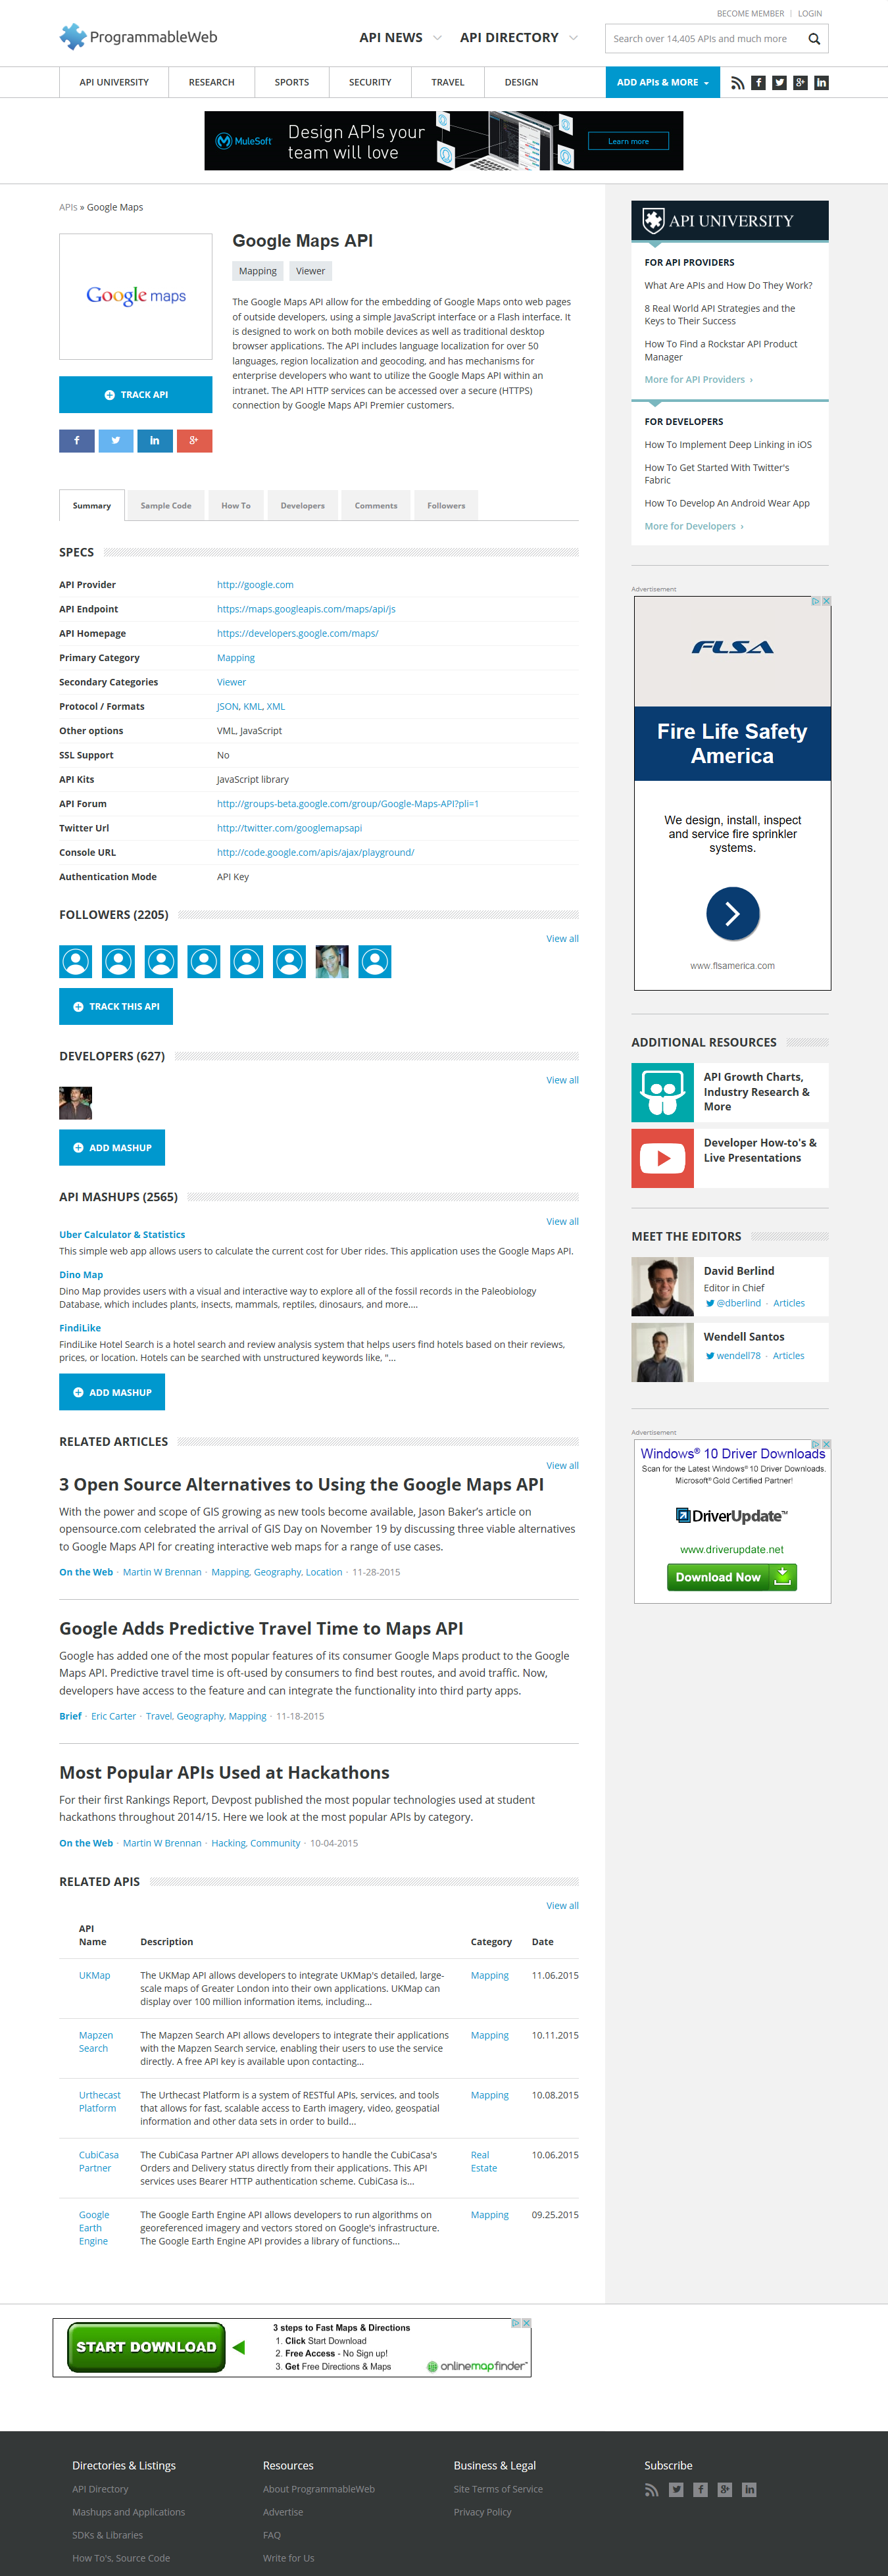 BECOME MEMBER | LOGIN
ProgrammableWeb
API NEWS
API DIRECTORY
Search over 14,405 APIs and much more
API UNIVERSITY
RESEARCH
SPORTS
SECURITY
TRAVEL
DESIGN
ADD APIs & MORE
MuleSoft
Design APIs your
team will love
Learn more
APIs » Google Maps
Google maps
TRACK API
Google Maps API
Mapping
Viewer
The Google Maps API allow for the embedding of Google Maps onto web pages
of outside developers, using a simple JavaScript interface or a Flash interface. It
is designed to work on both mobile devices as well as traditional desktop
browser applications. The API includes language localization for over 50
languages, region localization and geocoding, and has mechanisms for
enterprise developers who want to utilize the Google Maps API within an
intranet. The API HTTP services can be accessed over a secure (HTTPS)
connection by Google Maps API Premier customers.
Summary
Sample Code
How To
Developers
Comments
Followers
SPECS
API Provider http://google.com
API Endpoint https://maps.googleapis.com/maps/api/js
API Homepage https://developers.google.com/maps/
Primary Category Mapping
Secondary Categories Viewer
Protocol / Formats JSON, KML, XML
Other options VML, JavaScript
SSL Support No
API Kits JavaScript library
API Forum http://groups-beta.google.com/group/Google-Maps-API?pli=1
Twitter Url http://twitter.com/googlemapsapi
Console URL http://code.google.com/apis/ajax/playground/
Authentication Mode API Key
FOLLOWERS (2205)
View all
TRACK THIS API
DEVELOPERS (627)
View all
ADD MASHUP
API MASHUPS (2565)
View all
Uber Calculator & Statistics
This simple web app allows users to calculate the current cost for Uber rides. This application uses the Google Maps API.
Dino Map
Dino Map provides users with a visual and interactive way to explore all of the fossil records in the Paleobiology
Database, which includes plants, insects, mammals, reptiles, dinosaurs, and more....
FindiLike
FindiLike Hotel Search is a hotel search and review analysis system that helps users find hotels based on their reviews,
prices, or location. Hotels can be searched with unstructured keywords like, "...
ADD MASHUP
RELATED ARTICLES
View all
3 Open Source Alternatives to Using the Google Maps API
With the power and scope of GIS growing as new tools become available, Jason Baker's article on
opensource.com celebrated the arrival of GIS Day on November 19 by discussing three viable alternatives
to Google Maps API for creating interactive web maps for a range of use cases.
On the Web · Martin W Brennan · Mapping, Geography, Location · 11-28-2015
Google Adds Predictive Travel Time to Maps API
Google has added one of the most popular features of its consumer Google Maps product to the Google
Maps API. Predictive travel time is oft-used by consumers to find best routes, and avoid traffic. Now,
developers have access to the feature and can integrate the functionality into third party apps.
Brief · Eric Carter · Travel, Geography, Mapping · 11-18-2015
Most Popular APIs Used at Hackathons
For their first Rankings Report, Devpost published the most popular technologies used at student
hackathons throughout 2014/15. Here we look at the most popular APIs by category.
On the Web · Martin W Brennan · Hacking, Community · 10-04-2015
RELATED APIS
View all
API
Name Description Category Date
UKMap The UKMap API allows developers to integrate UKMap's detailed, large- Mapping 11.06.2015
scale maps of Greater London into their own applications. UKMap can
display over 100 million information items, including...
Mapzen The Mapzen Search API allows developers to integrate their applications Mapping 10.11.2015
Search with the Mapzen Search service, enabling their users to use the service
directly. A free API key is available upon contacting...
Urthecast The Urthecast Platform is a system of RESTful APIs, services, and tools Mapping 10.08.2015
Platform that allows for fast, scalable access to Earth imagery, video, geospatial
information and other data sets in order to build...
CubiCasa The CubiCasa Partner API allows developers to handle the CubiCasa's Real 10.06.2015
Partner Orders and Delivery status directly from their applications. This API Estate
services uses Bearer HTTP authentication scheme. CubiCasa is...
Google The Google Earth Engine API allows developers to run algorithms on Mapping 09.25.2015
Earth georeferenced imagery and vectors stored on Google's infrastructure.
Engine The Google Earth Engine API provides a library of functions...
API UNIVERSITY
FOR API PROVIDERS
What Are APIs and How Do They Work?
8 Real World API Strategies and the
Keys to Their Success
How To Find a Rockstar API Product
Manager
More for API Providers ›
FOR DEVELOPERS
How To Implement Deep Linking in iOS
How To Get Started With Twitter's
Fabric
How To Develop An Android Wear App
More for Developers ›
Advertisement
FLSA
Fire Life Safety
America
We design, install, inspect
and service fire sprinkler
systems.
www.flsamerica.com
ADDITIONAL RESOURCES
API Growth Charts,
Industry Research &
More
Developer How-to's &
Live Presentations
MEET THE EDITORS
David Berlind
Editor in Chief
@dberlind · Articles
Wendell Santos
wendell78 · Articles
Advertisement
Windows® 10 Driver Downloads
Scan for the Latest Windows® 10 Driver Downloads.
Microsoft® Gold Certified Partner!
DriverUpdate™
www.driverupdate.net
Download Now
START DOWNLOAD
3 steps to Fast Maps & Directions
1. Click Start Download
2. Free Access - No Sign up!
3. Get Free Directions & Maps
onlinemapfinder™
Directories & Listings
API Directory
Mashups and Applications
SDKs & Libraries
How To's, Source Code
Resources
About ProgrammableWeb
Advertise
FAQ
Write for Us
Business & Legal
Site Terms of Service
Privacy Policy
Subscribe